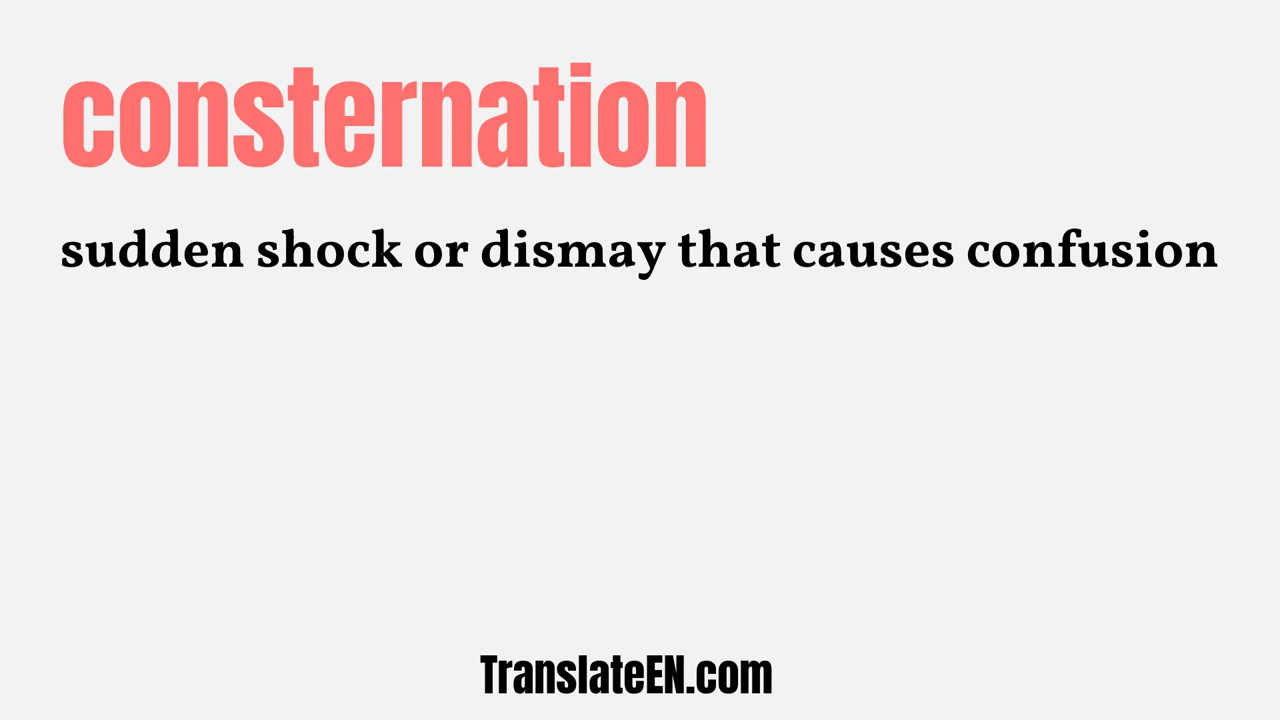 consternation
sudden shock or dismay that causes confusion
TranslateEN.com